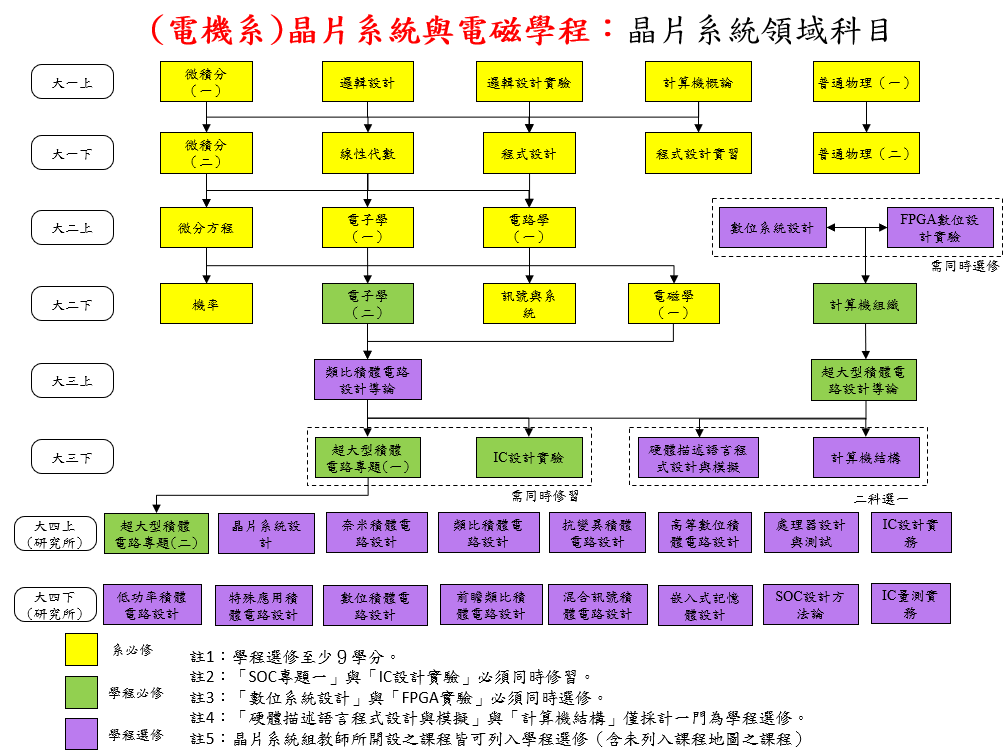 (電機系)晶片系統與電磁學程：晶片系統領域科目
大一上
微積分
(一)
邏輯設計
邏輯設計實驗
計算機概論
普通物理（一）
大一下
微積分
(二)
線性代數
程式設計
程式設計實習
普通物理（二）
大二上
微分方程
電子學
(一)
電路學
(一)
數位系統設計
FPGA數位設
計實驗
需同時選修
大二下
機率
電子學
(二)
訊號與系
統
電磁學
(一)
計算機組織
大三上
類比積體電路
設計導論
超大型積體電
路設計導論
大三下
超大型積體
電路專題(一)
IC設計實驗
硬體描述語言程
式設計與模擬
計算機結構
需同時修習
二科選一
大四上
(研究所)
超大型積體
電路專題(二)
晶片系統設
計
奈米積體電
路設計
類比積體電
路設計
抗變異積體
電路設計
高等數位積
體電路設計
處理器設計
與測試
IC設計實
務
大四下
(研究所)
低功率積體
電路設計
特殊應用積
體電路設計
數位積體電
路設計
前瞻類比積
體電路設計
混合訊號積
體電路設計
嵌入式記憶
體設計
SOC設計方
法論
IC量測實
務
系必修
學程必修
學程選修
註1：學程選修至少９學分。
註2：「SOC專題一」與「IC設計實驗」必須同時修習。
註3：「數位系統設計」與「FPGA實驗」必須同時選修。
註4：「硬體描述語言程式設計與模擬」與「計算機結構」僅採計一門為學程選修。
註5：晶片系統組教師所開設之課程皆可列入學程選修（含未列入課程地圖之課程）